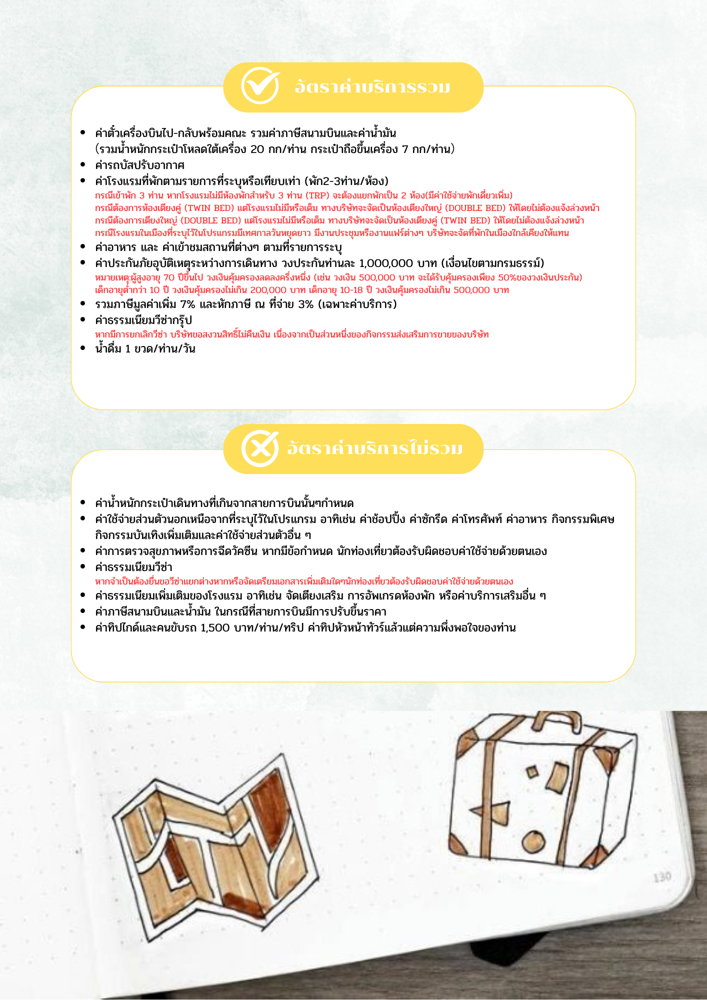 อัตราค่าบริการรวม
• ค่าตั๋วเครื่องบินไป-กลับพร้อมคณะ รวมค่าภาษีสนามบินและค่าน้ำมัน
(รวมน้ำหนักกระเป๋าโหลดใต้เครื่อง 20 กก/ท่าน กระเป๋าถือขึ้นเครื่อง 7 กก/ท่าน)
• ค่ารถบัสปรับอากาศ
• ค่าโรงแรมที่พักตามรายการที่ระบุหรือเทียบเท่า (พัก2-3ท่าน/ห้อง)
กรณีเข้าพัก 3 ท่าน หากโรงแรมไม่มีห้องพักสำหรับ 3 ท่าน (TRP) จะต้องแยกพักเป็น 2 ห้อง(มีค่าใช้จ่ายพักเดี่ยวเพิ่ม)
กรณีต้องการห้องเตียงคู่ (TWIN BED) แต่โรงแรมไม่มีหรือเต็ม ทางบริษัทจะจัดเป็นห้องเตียงใหญ่ (DOUBLE BED) ให้โดยไม่ต้องแจ้งล่วงหน้า
กรณีต้องการเตียงใหญ่ (DOUBLE BED) แต่โรงแรมไม่มีหรือเต็ม ทางบริษัทจะจัดเป็นห้องเตียงคู่ (TWIN BED) ให้โดยไม่ต้องแจ้งล่วงหน้า
กรณีโรงแรมในเมืองที่ระบุไว้ในโปรแกรมมีเทศกาลวันหยุดยาว มีงานประชุมหรืองานแฟร์ต่างๆ บริษัทจะจัดที่พักในเมืองใกล้เคียงให้แทน
• ค่าอาหาร และ ค่าเข้าชมสถานที่ต่างๆ ตามที่รายการระบุ
• ค่าประกันภัยอุบัติเหตุระหว่างการเดินทาง วงประกันท่านละ 1,000,000 บาท (เงื่อนไขตามกรมธรรม์)
หมายเหตุ:ผู้สูงอายุ 70 ปีขึ้นไป วงเงินคุ้มครองลดลงครึ่งหนึ่ง (เช่น วงเงิน 500,000 บาท จะได้รับคุ้มครองเพียง 50%ของวงเงินประกัน)
เด็กอายุต่ำกว่า 10 ปี วงเงินคุ้มครองไม่เกิน 200,000 บาท เด็กอายุ 10-18 ปี วงเงินคุ้มครองไม่เกิน 500,000 บาท
• รวมภาษีมูลค่าเพิ่ม 7% และหักภาษี ณ ที่จ่าย 3% (เฉพาะค่าบริการ)
• ค่าธรรมเนียมวีซ่ากรุ๊ป
หากมีการยกเลิกวีซ่า บริษัทขอสงวนสิทธิ์ไม่คืนเงิน เนื่องจากเป็นส่วนหนึ่งของกิจกรรมส่งเสริมการขายของบริษัท
• น้ำดื่ม 1 ขวด/ท่าน/วัน
อัตราค่าบริการไม่รวม
• ค่าน้ำหนักกระเป๋าเดินทางที่เกินจากสายการบินนั้นๆกำหนด
• ค่าใช้จ่ายส่วนตัวนอกเหนือจากที่ระบุไว้ในโปรแกรม อาทิเช่น ค่าช้อปปิ้ง ค่าซักรีด ค่าโทรศัพท์ ค่าอาหาร กิจกรรมพิเศษ
กิจกรรมบันเทิงเพิ่มเติมและค่าใช้จ่ายส่วนตัวอื่น ๆ
• ค่าการตรวจสุขภาพหรือการฉีดวัคซีน หากมีข้อกำหนด นักท่องเที่ยวต้องรับผิดชอบค่าใช้จ่ายด้วยตนเอง
• ค่าธรรมเนียมวีซ่า
หากจำเป็นต้องยื่นขอวีซ่าแยกต่างหากหรือจัดเตรียมเอกสารเพิ่มเติมใดๆนักท่องเที่ยวต้องรับผิดชอบค่าใช้จ่ายด้วยตนเอง
• ค่าธรรมเนียมเพิ่มเติมของโรงแรม อาทิเช่น จัดเตียงเสริม การอัพเกรดห้องพัก หรือค่าบริการเสริมอื่น ๆ
• ค่าภาษีสนามบินและน้ำมัน ในกรณีที่สายการบินมีการปรับขึ้นราคา
• ค่าทิปไกด์และคนขับรถ 1,500 บาท/ท่าน/ทริป ค่าทิปหัวหน้าทัวร์แล้วแต่ความพึ่งพอใจของท่าน
130